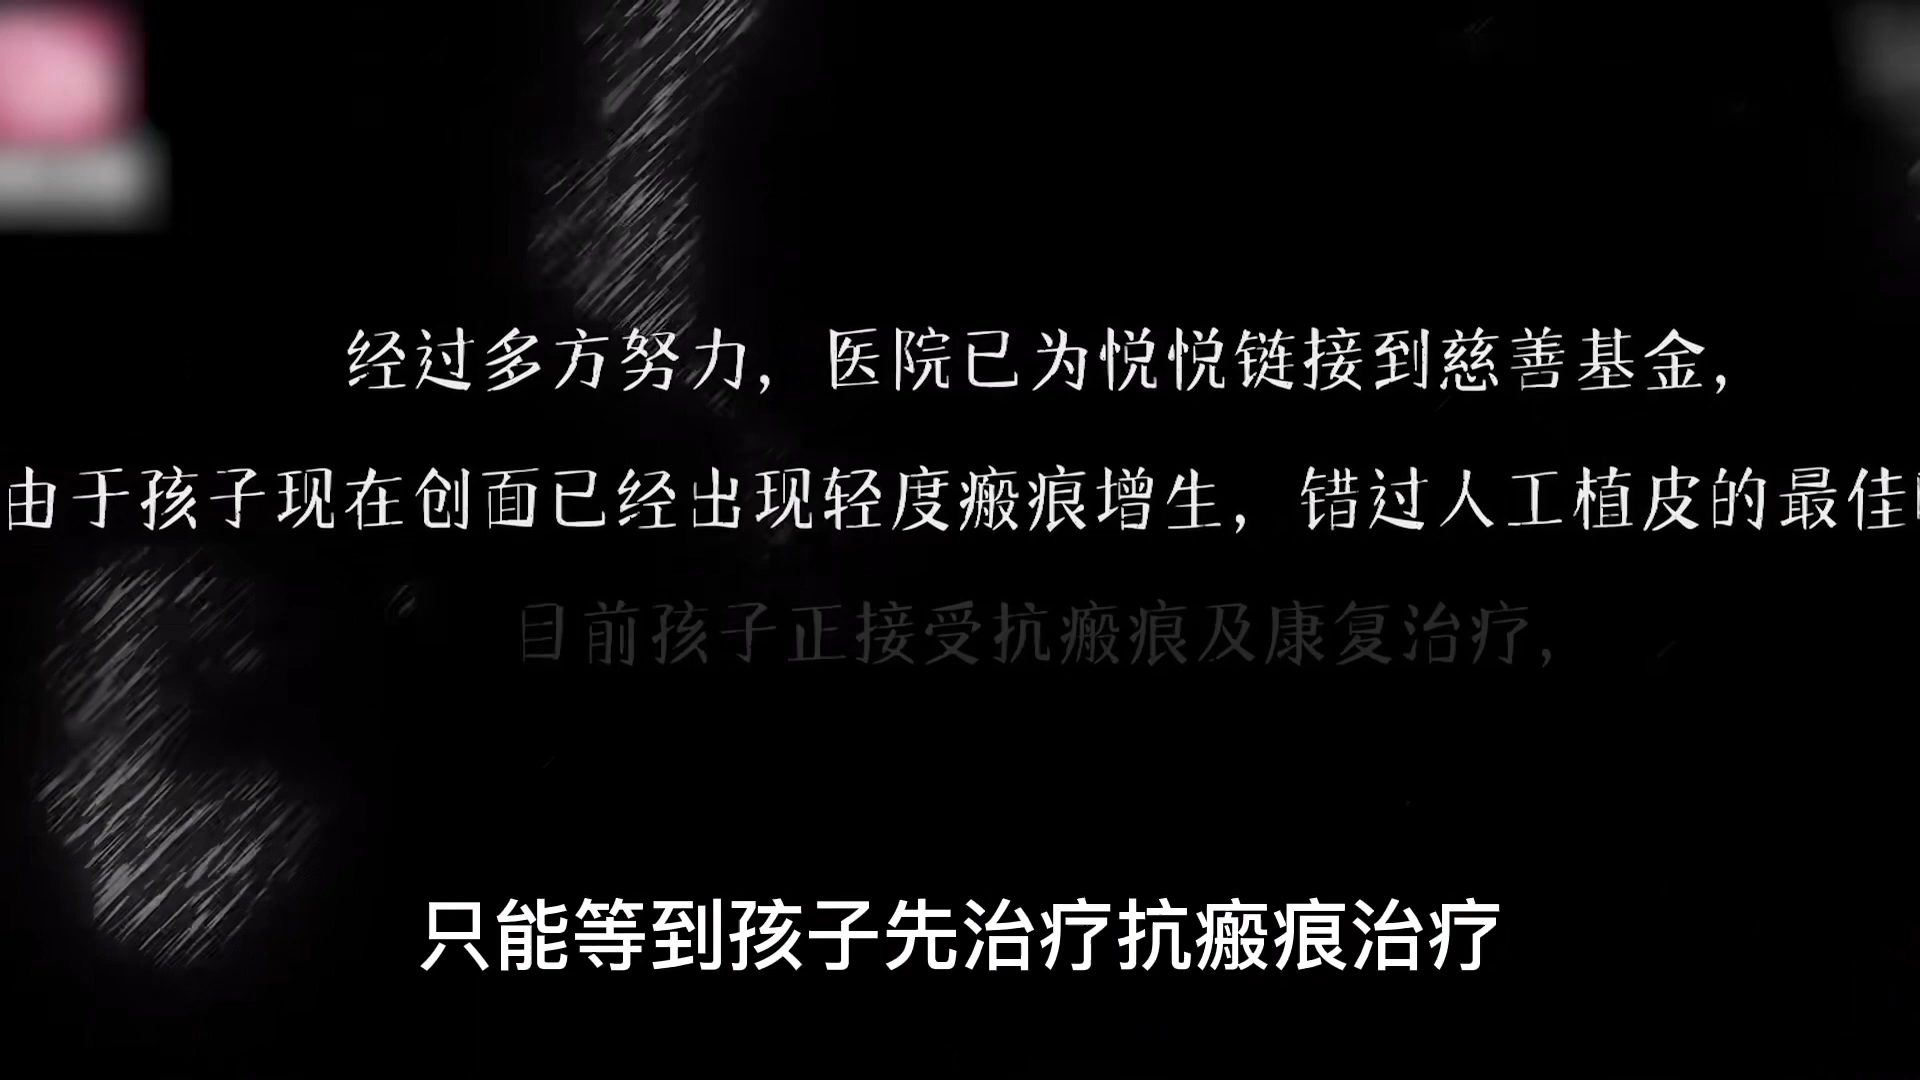 经过多方努力，医院已为悦悦链接到慈善基金，
由于孩子现在创面已经出现轻度瘢痕增生，错过人工植皮的最佳
目前孩子正接受抗瘢痕及康复治疗，
只能等到孩子先治疗抗瘢痕治疗